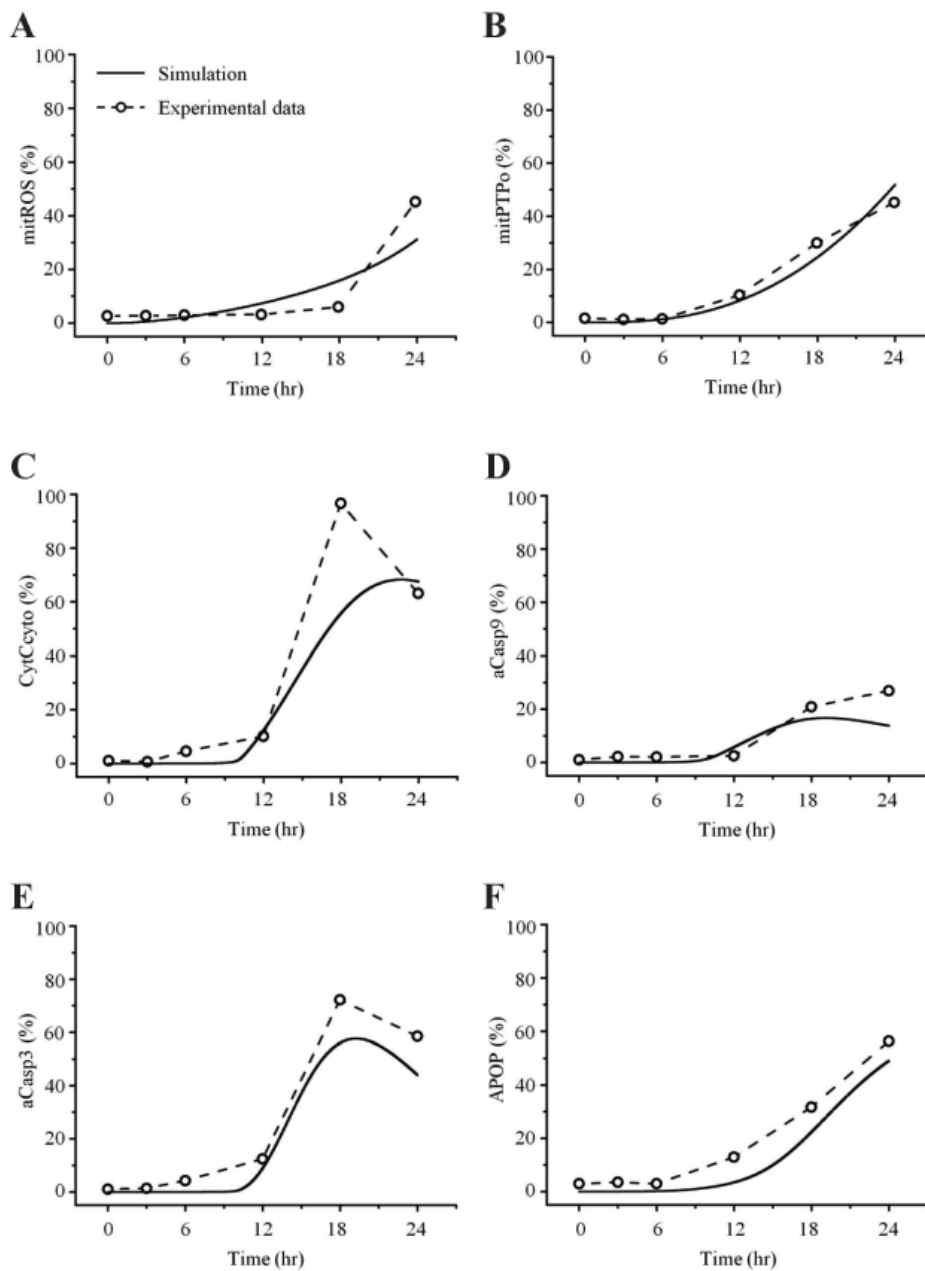 A
100
80
60
40
20
0
mitROS (%)
Simulation
Experimental data
0 6 12 18 24
Time (hr)
B
100
80
60
40
20
0
mitPTPo (%)
0 6 12 18 24
Time (hr)
C
100
80
60
40
20
0
CytCcyto (%)
0 6 12 18 24
Time (hr)
D
100
80
60
40
20
0
aCasp9 (%)
0 6 12 18 24
Time (hr)
E
100
80
60
40
20
0
aCasp3 (%)
0 6 12 18 24
Time (hr)
F
100
80
60
40
20
0
APOP (%)
0 6 12 18 24
Time (hr)